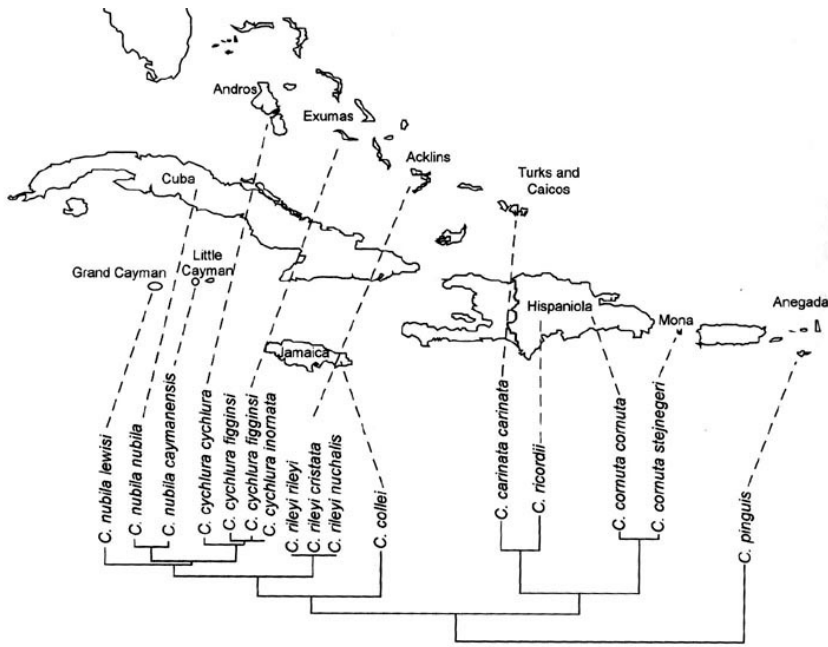 Andros
Exumas
Acklins
Turks and
Caicos
Cuba
Grand Cayman
Little
Cayman
Jamaica
Hispaniola
Mona
Anegada
C. nubila lewisi
C. nubila nubila
C. nubila caymanensis
C. cychlura cychlura
C. cychlura figginsi
C. cychlura figginsi
C. cychlura inornata
C. rileyi rileyi
C. rileyi cristata
C. rileyi nuchalis
C. collei
C. carinata carinata
C. ricordii
C. cornuta cornuta
C. cornuta stejnegeri
C. pinguis